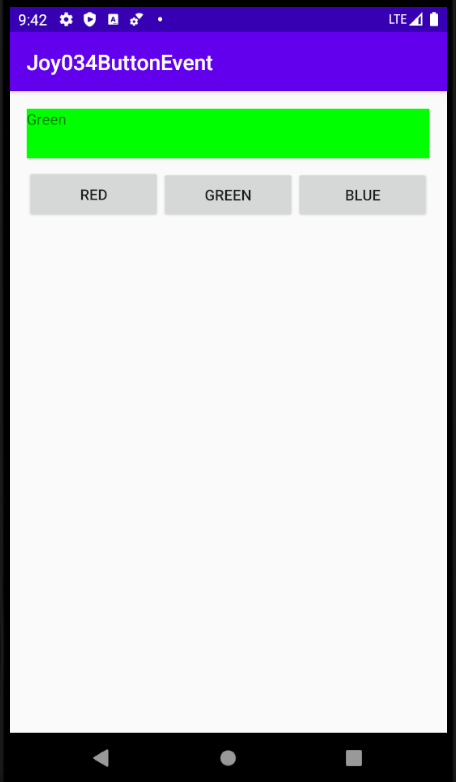 9:42 LTE
Joy034ButtonEvent
Green
RED GREEN BLUE